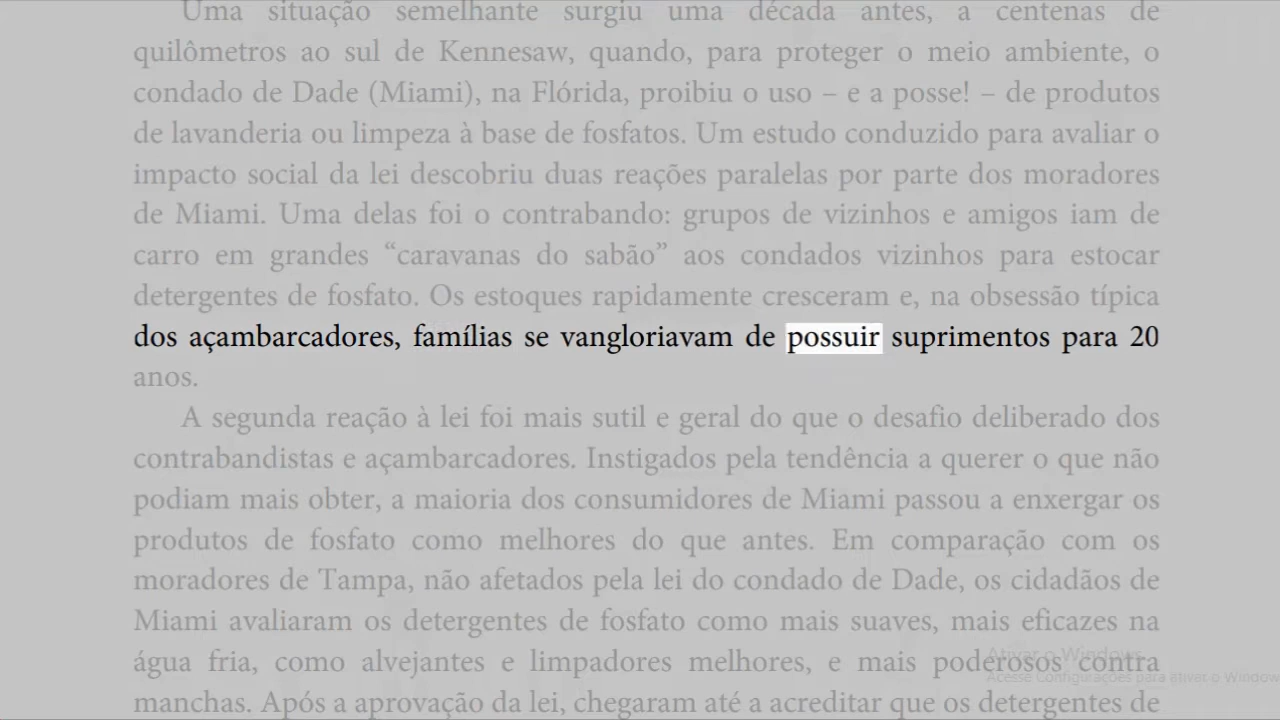 Uma situação semelhante surgiu uma década antes, a centenas de
quilômetros ao sul de Kennesaw, quando, para proteger o meio ambiente, o
condado de Dade (Miami), na Flórida, proibiu o uso – e a posse! – de produtos
de lavanderia ou limpeza à base de fosfatos. Um estudo conduzido para avaliar o
impacto social da lei descobriu duas reações paralelas por parte dos moradores
de Miami. Uma delas foi o contrabando: grupos de vizinhos e amigos iam de
carro em grandes “caravanas do sabão” aos condados vizinhos para estocar
detergentes de fosfato. Os estoques rapidamente cresceram e, na obsessão típica
dos açambarcadores, famílias se vangloriavam de possuir suprimentos para 20
anos.
A segunda reação à lei foi mais sutil e geral do que o desafio deliberado dos
contrabandistas e açambarcadores. Instigados pela tendência a querer o que não
podiam mais obter, a maioria dos consumidores de Miami passou a enxergar os
produtos de fosfato como melhores do que antes. Em comparação com os
moradores de Tampa, não afetados pela lei do condado de Dade, os cidadãos de
Miami avaliaram os detergentes de fosfato como mais suaves, mais eficazes na
água fria, como alvejantes e limpadores melhores, e mais poderosos contra
manchas. Após a aprovação da lei, chegaram até a acreditar que os detergentes de
Ativar o Windows
Acesse Configurações para ativar o Window